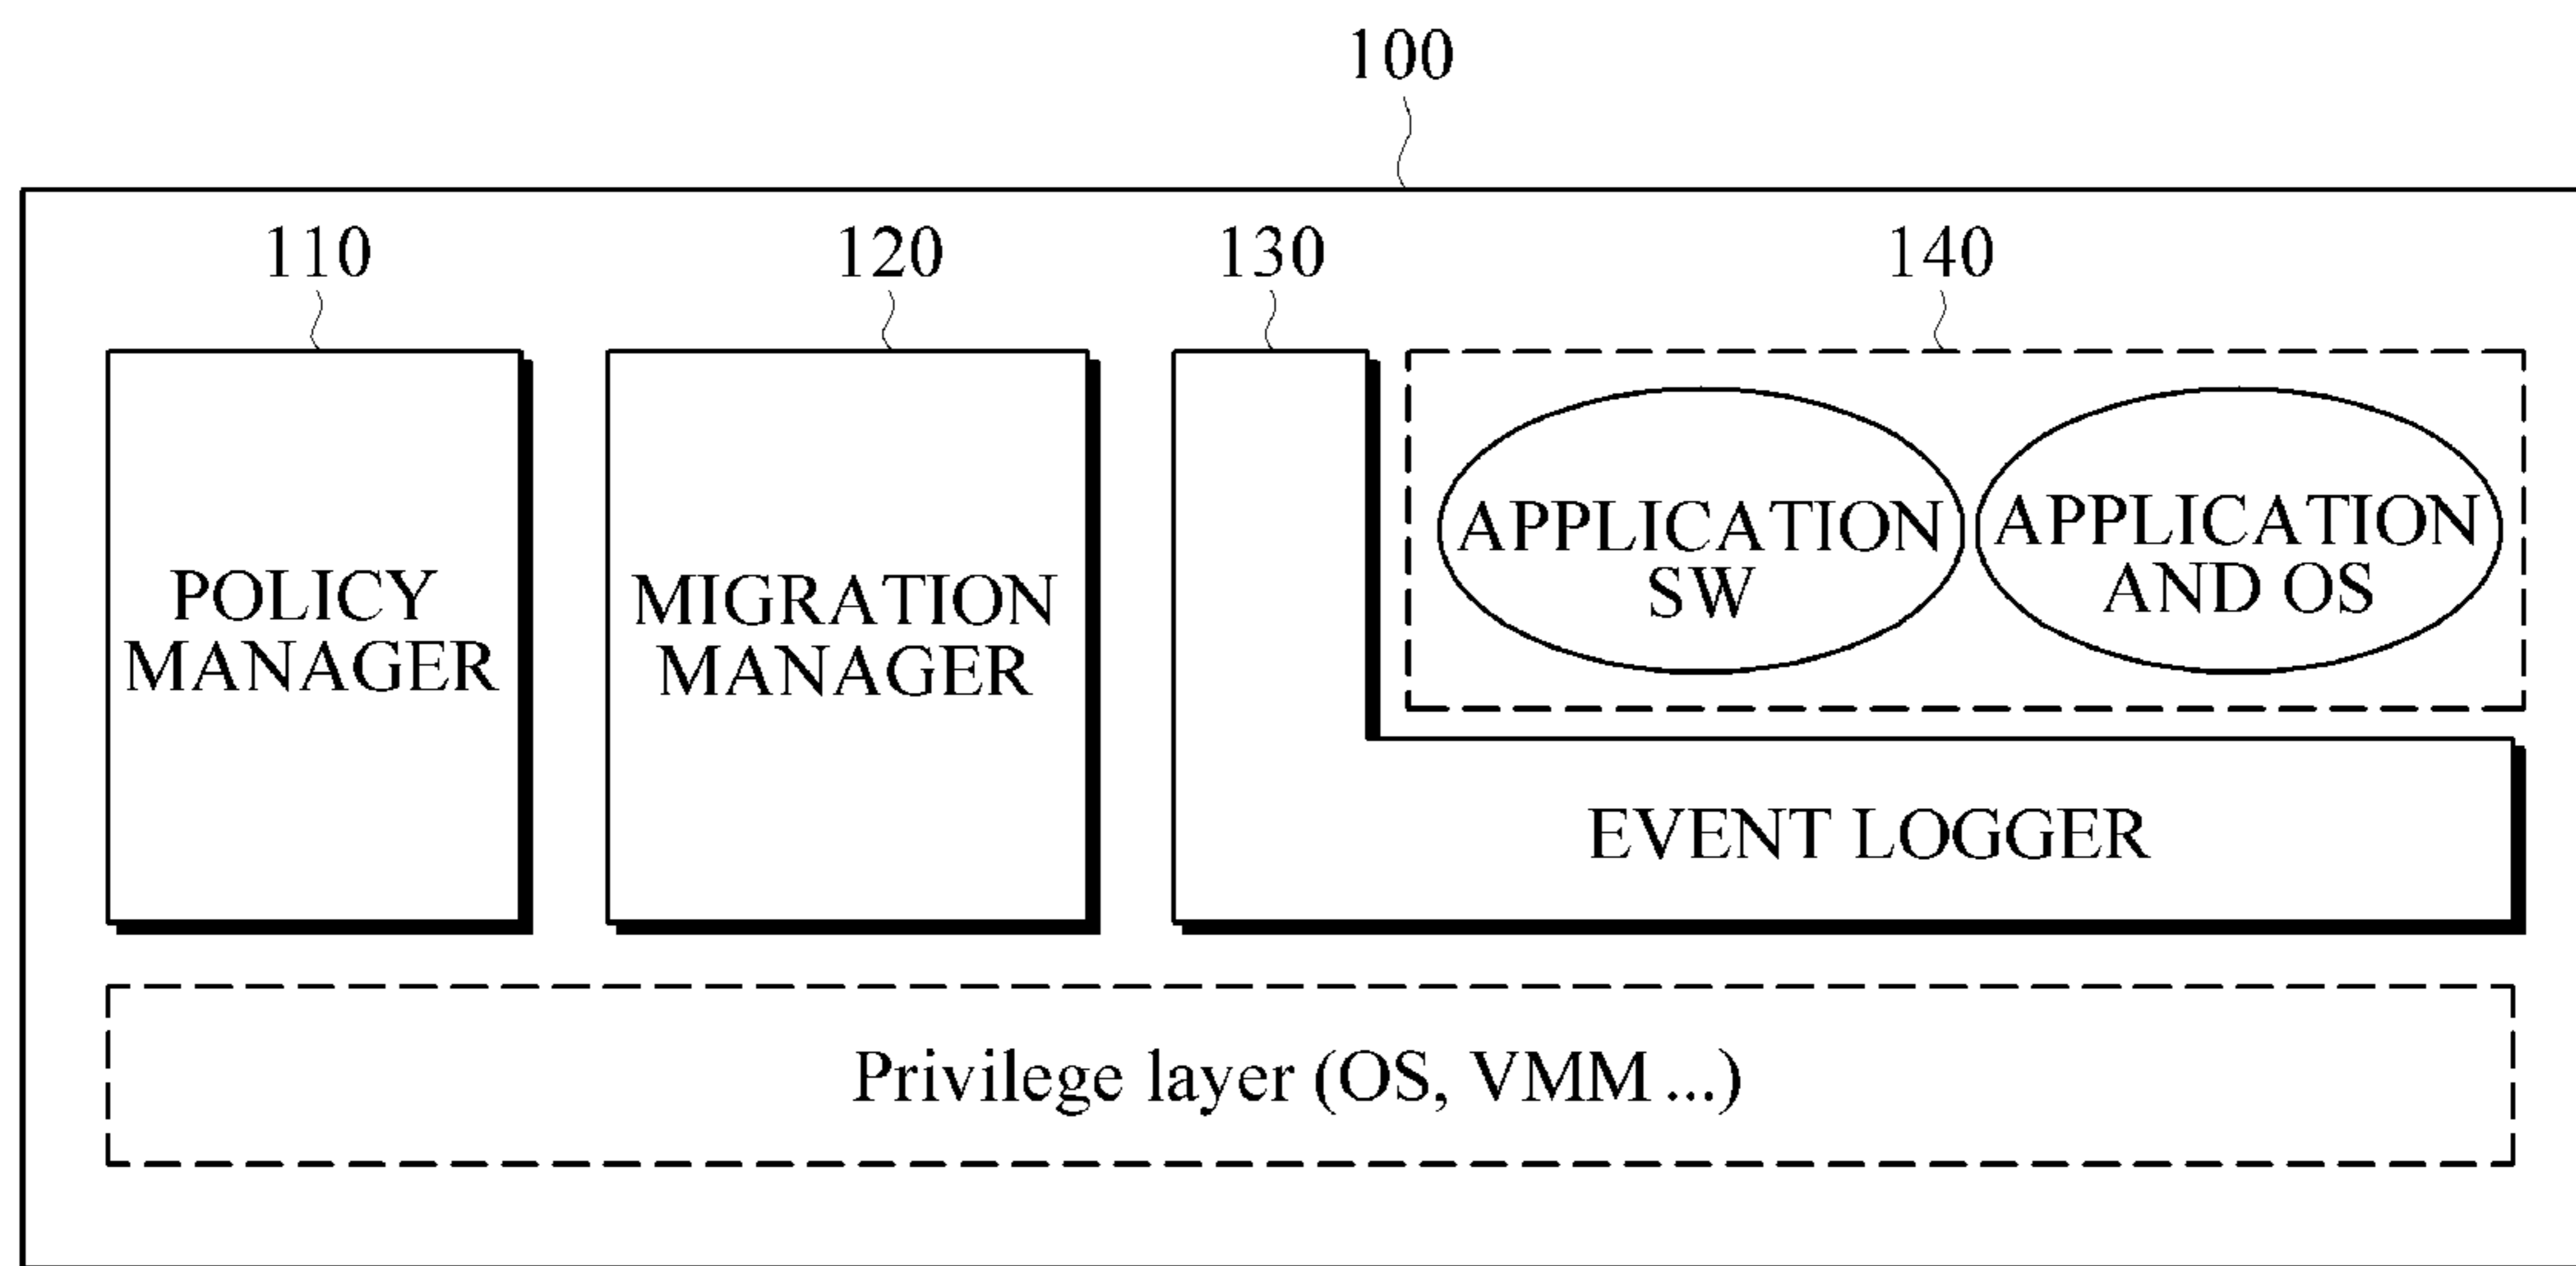 100
110
120
130
140
POLICY
MANAGER
MIGRATION
MANAGER
APPLICATION
SW
APPLICATION
AND OS
EVENT LOGGER
Privilege layer (OS, VMM ...)